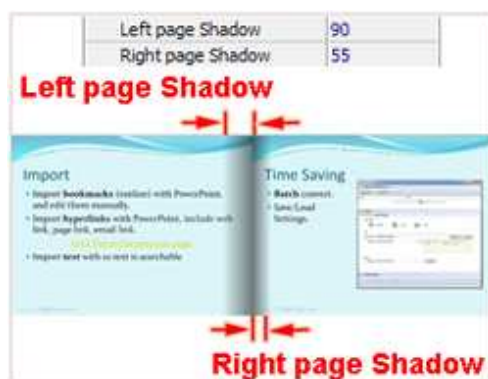 Left page Shadow 90
Right page Shadow 55
Left page Shadow
Import
• Import bookmarks (outline) with PowerPoint,
and edit them manually.
• Import hyperlinks with PowerPoint, include web
link, page link, email link.
• Import text with so text is searchable
Time Saving
• Batch convert.
• Save/Load
Settings.
Right page Shadow